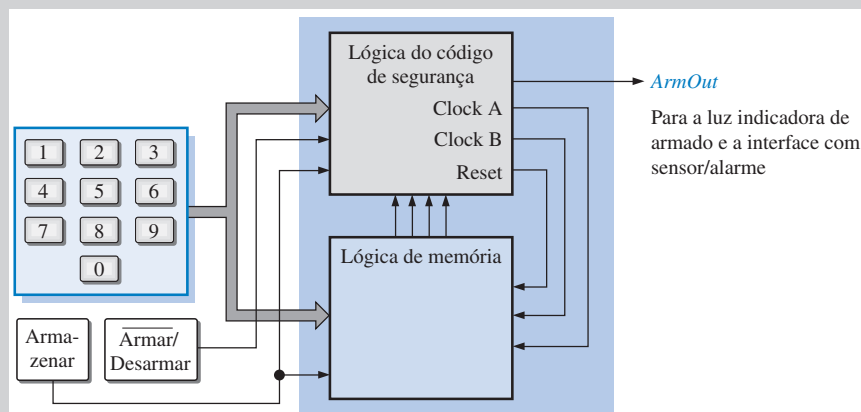 Lógica do código
de segurança
Clock A
Clock B
Reset
ArmOut
Para a luz indicadora de
armado e a interface com
sensor/alarme
1 2 3
4 5 6
7 8 9
0
Lógica de memória
Arma-
zenar
Armar/
Desarmar